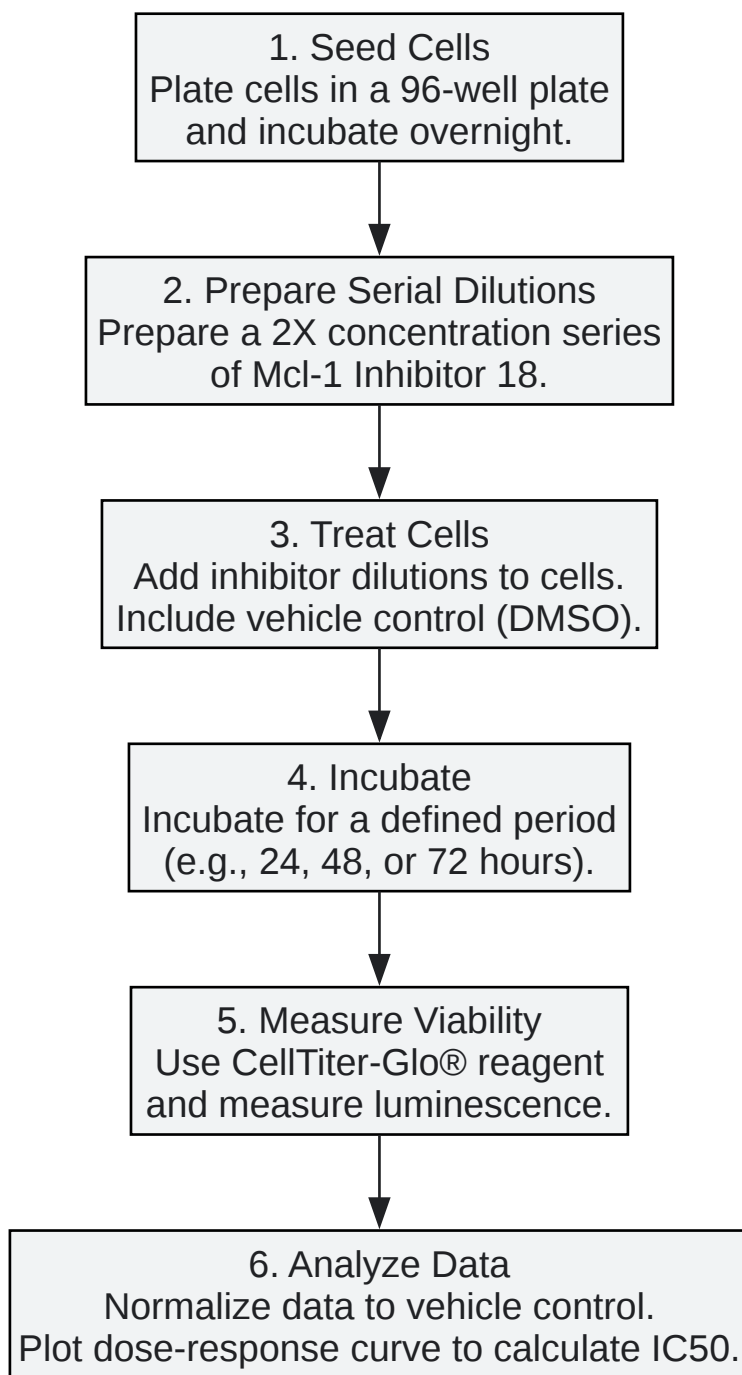 1. Seed Cells
Plate cells in a 96-well plate
and incubate overnight.
2. Prepare Serial Dilutions
Prepare a 2X concentration series
of Mcl-1 Inhibitor 18.
3. Treat Cells
Add inhibitor dilutions to cells.
Include vehicle control (DMSO).
4. Incubate
Incubate for a defined period
(e.g., 24, 48, or 72 hours).
5. Measure Viability
Use CellTiter-Glo® reagent
and measure luminescence.
6. Analyze Data
Normalize data to vehicle control.
Plot dose-response curve to calculate IC50.